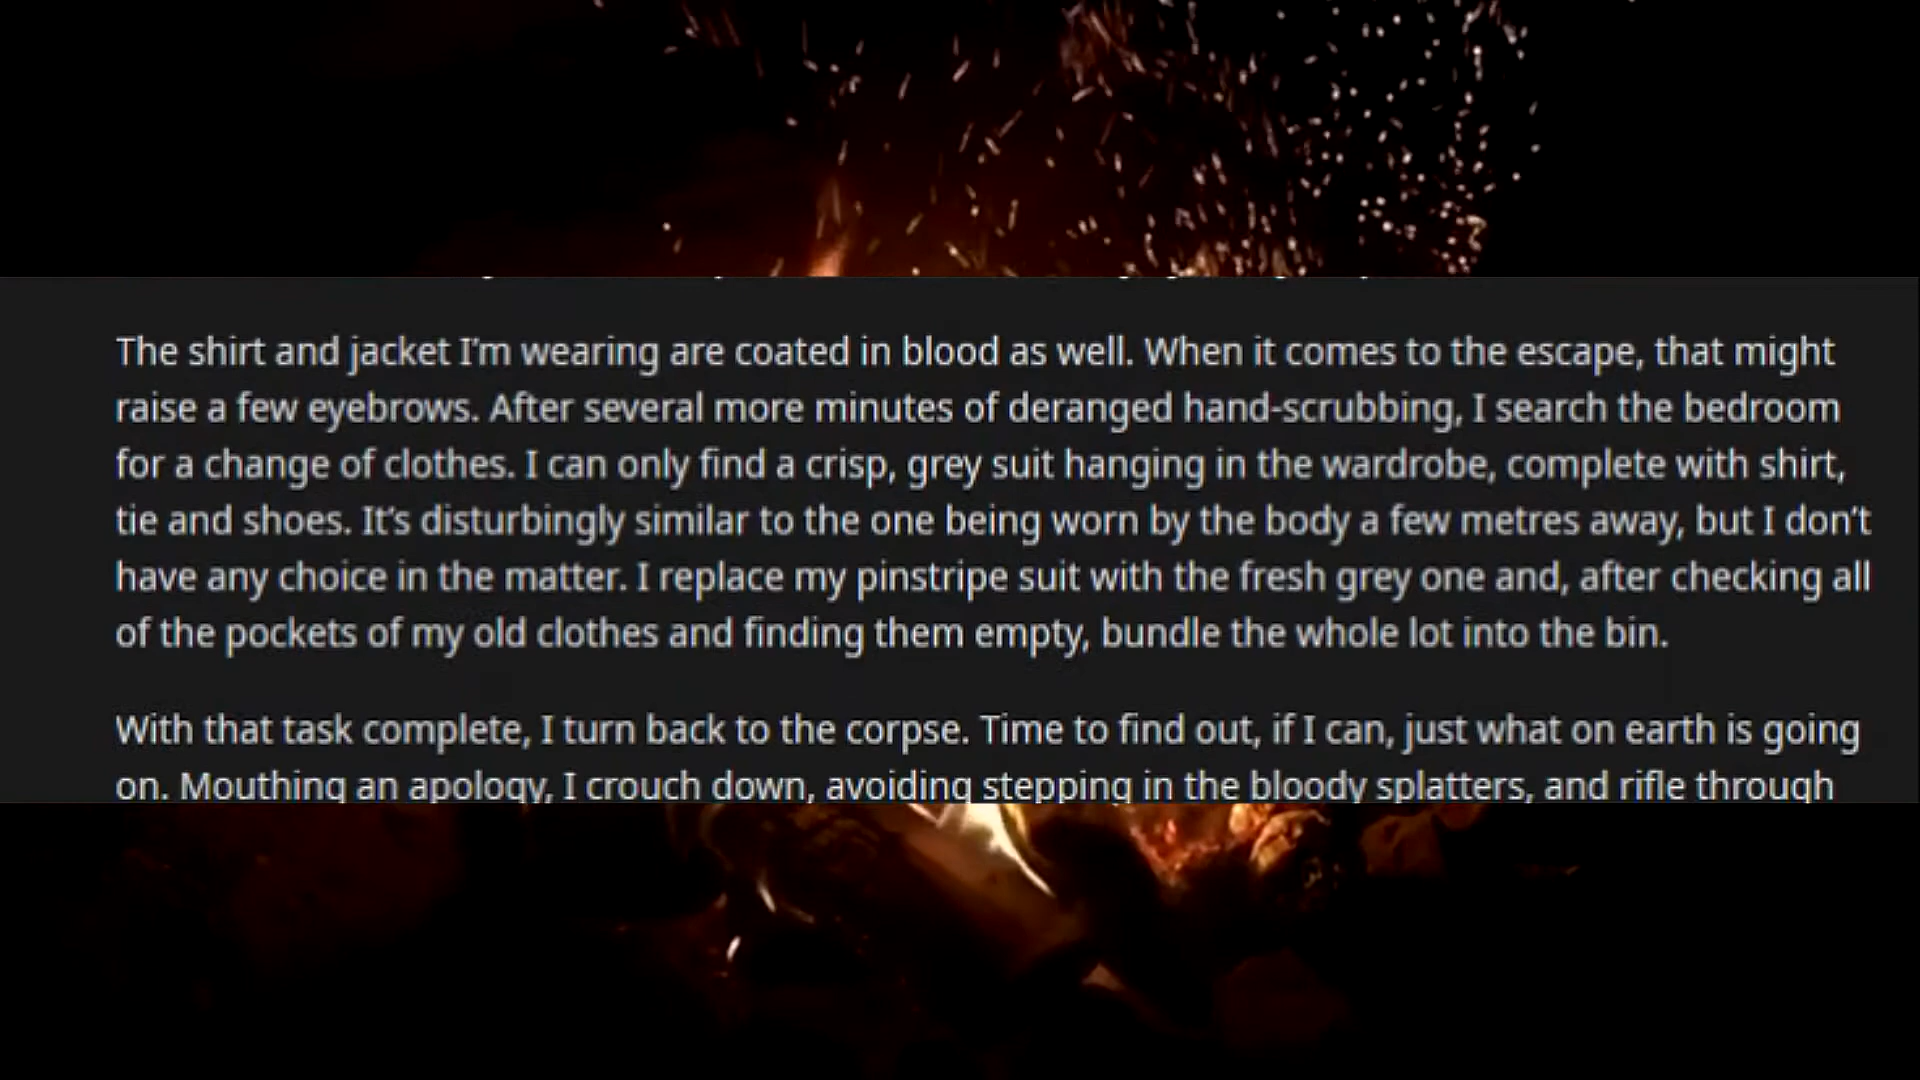 The shirt and jacket I'm wearing are coated in blood as well. When it comes to the escape, that might
raise a few eyebrows. After several more minutes of deranged hand-scrubbing, I search the bedroom
for a change of clothes. I can only find a crisp, grey suit hanging in the wardrobe, complete with shirt,
tie and shoes. It's disturbingly similar to the one being worn by the body a few metres away, but I don't
have any choice in the matter. I replace my pinstripe suit with the fresh grey one and, after checking all
of the pockets of my old clothes and finding them empty, bundle the whole lot into the bin.
With that task complete, I turn back to the corpse. Time to find out, if I can, just what on earth is going
on. Mouthing an apology, I crouch down, avoiding stepping in the bloody splatters, and rifle through